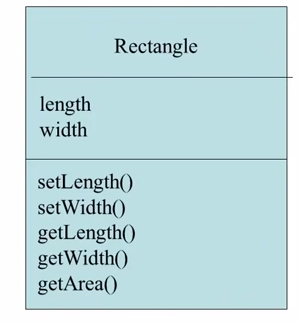 Rectangle
length
width
setLength()
setWidth()
getLength()
getWidth()
getArea()